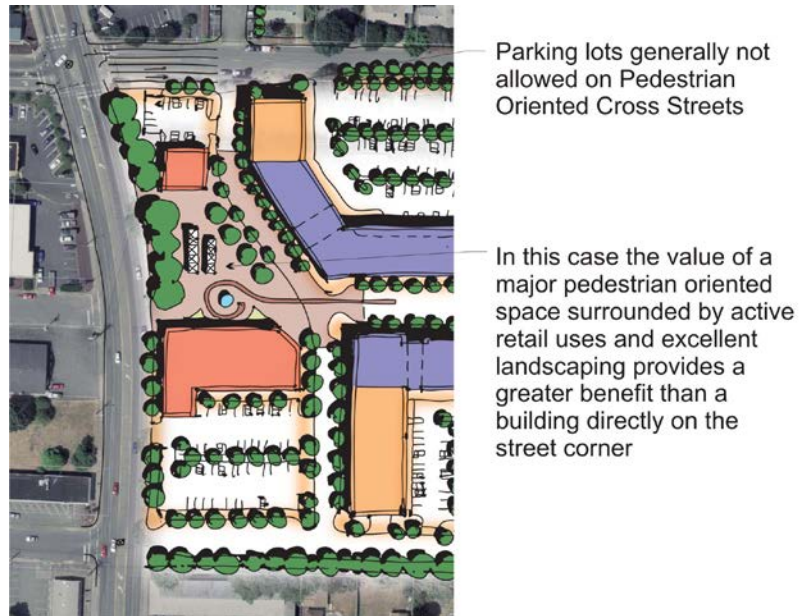 Parking lots generally not
allowed on Pedestrian
Oriented Cross Streets
In this case the value of a
major pedestrian oriented
space surrounded by active
retail uses and excellent
landscaping provides a
greater benefit than a
building directly on the
street corner